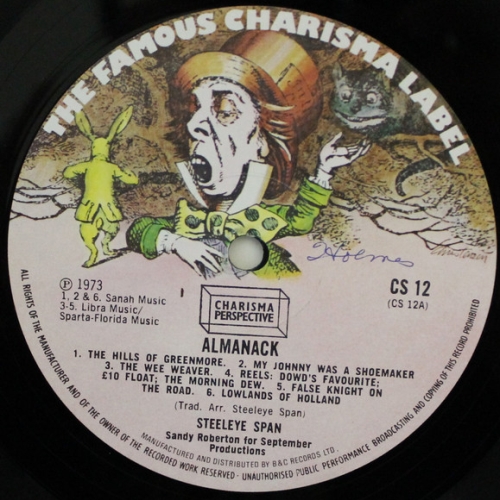 THE FAMOUS CHARISMA LABEL
Holmes
℗ 1973
1, 2 & 6. Sanah Music
3-5. Libra Music/
Sparta-Florida Music
CHARISMA
PERSPECTIVE
CS 12
(CS 12A)
ALMANACK
1. THE HILLS OF GREENMORE. 2. MY JOHNNY WAS A SHOEMAKER
3. THE WEE WEAVER. 4. REELS: DOWD'S FAVOURITE;
£10 FLOAT; THE MORNING DEW. 5. FALSE KNIGHT ON
THE ROAD. 6. LOWLANDS OF HOLLAND
(Trad. Arr. Steeleye Span)
STEELEYE SPAN
Sandy Roberton for September
Productions
MANUFACTURED AND DISTRIBUTED BY B&C RECORDS LTD.
ALL RIGHTS OF THE MANUFACTURER AND OF THE OWNER OF THE RECORDED WORK RESERVED · UNAUTHORISED PUBLIC PERFORMANCE BROADCASTING AND COPYING OF THIS RECORD PROHIBITED